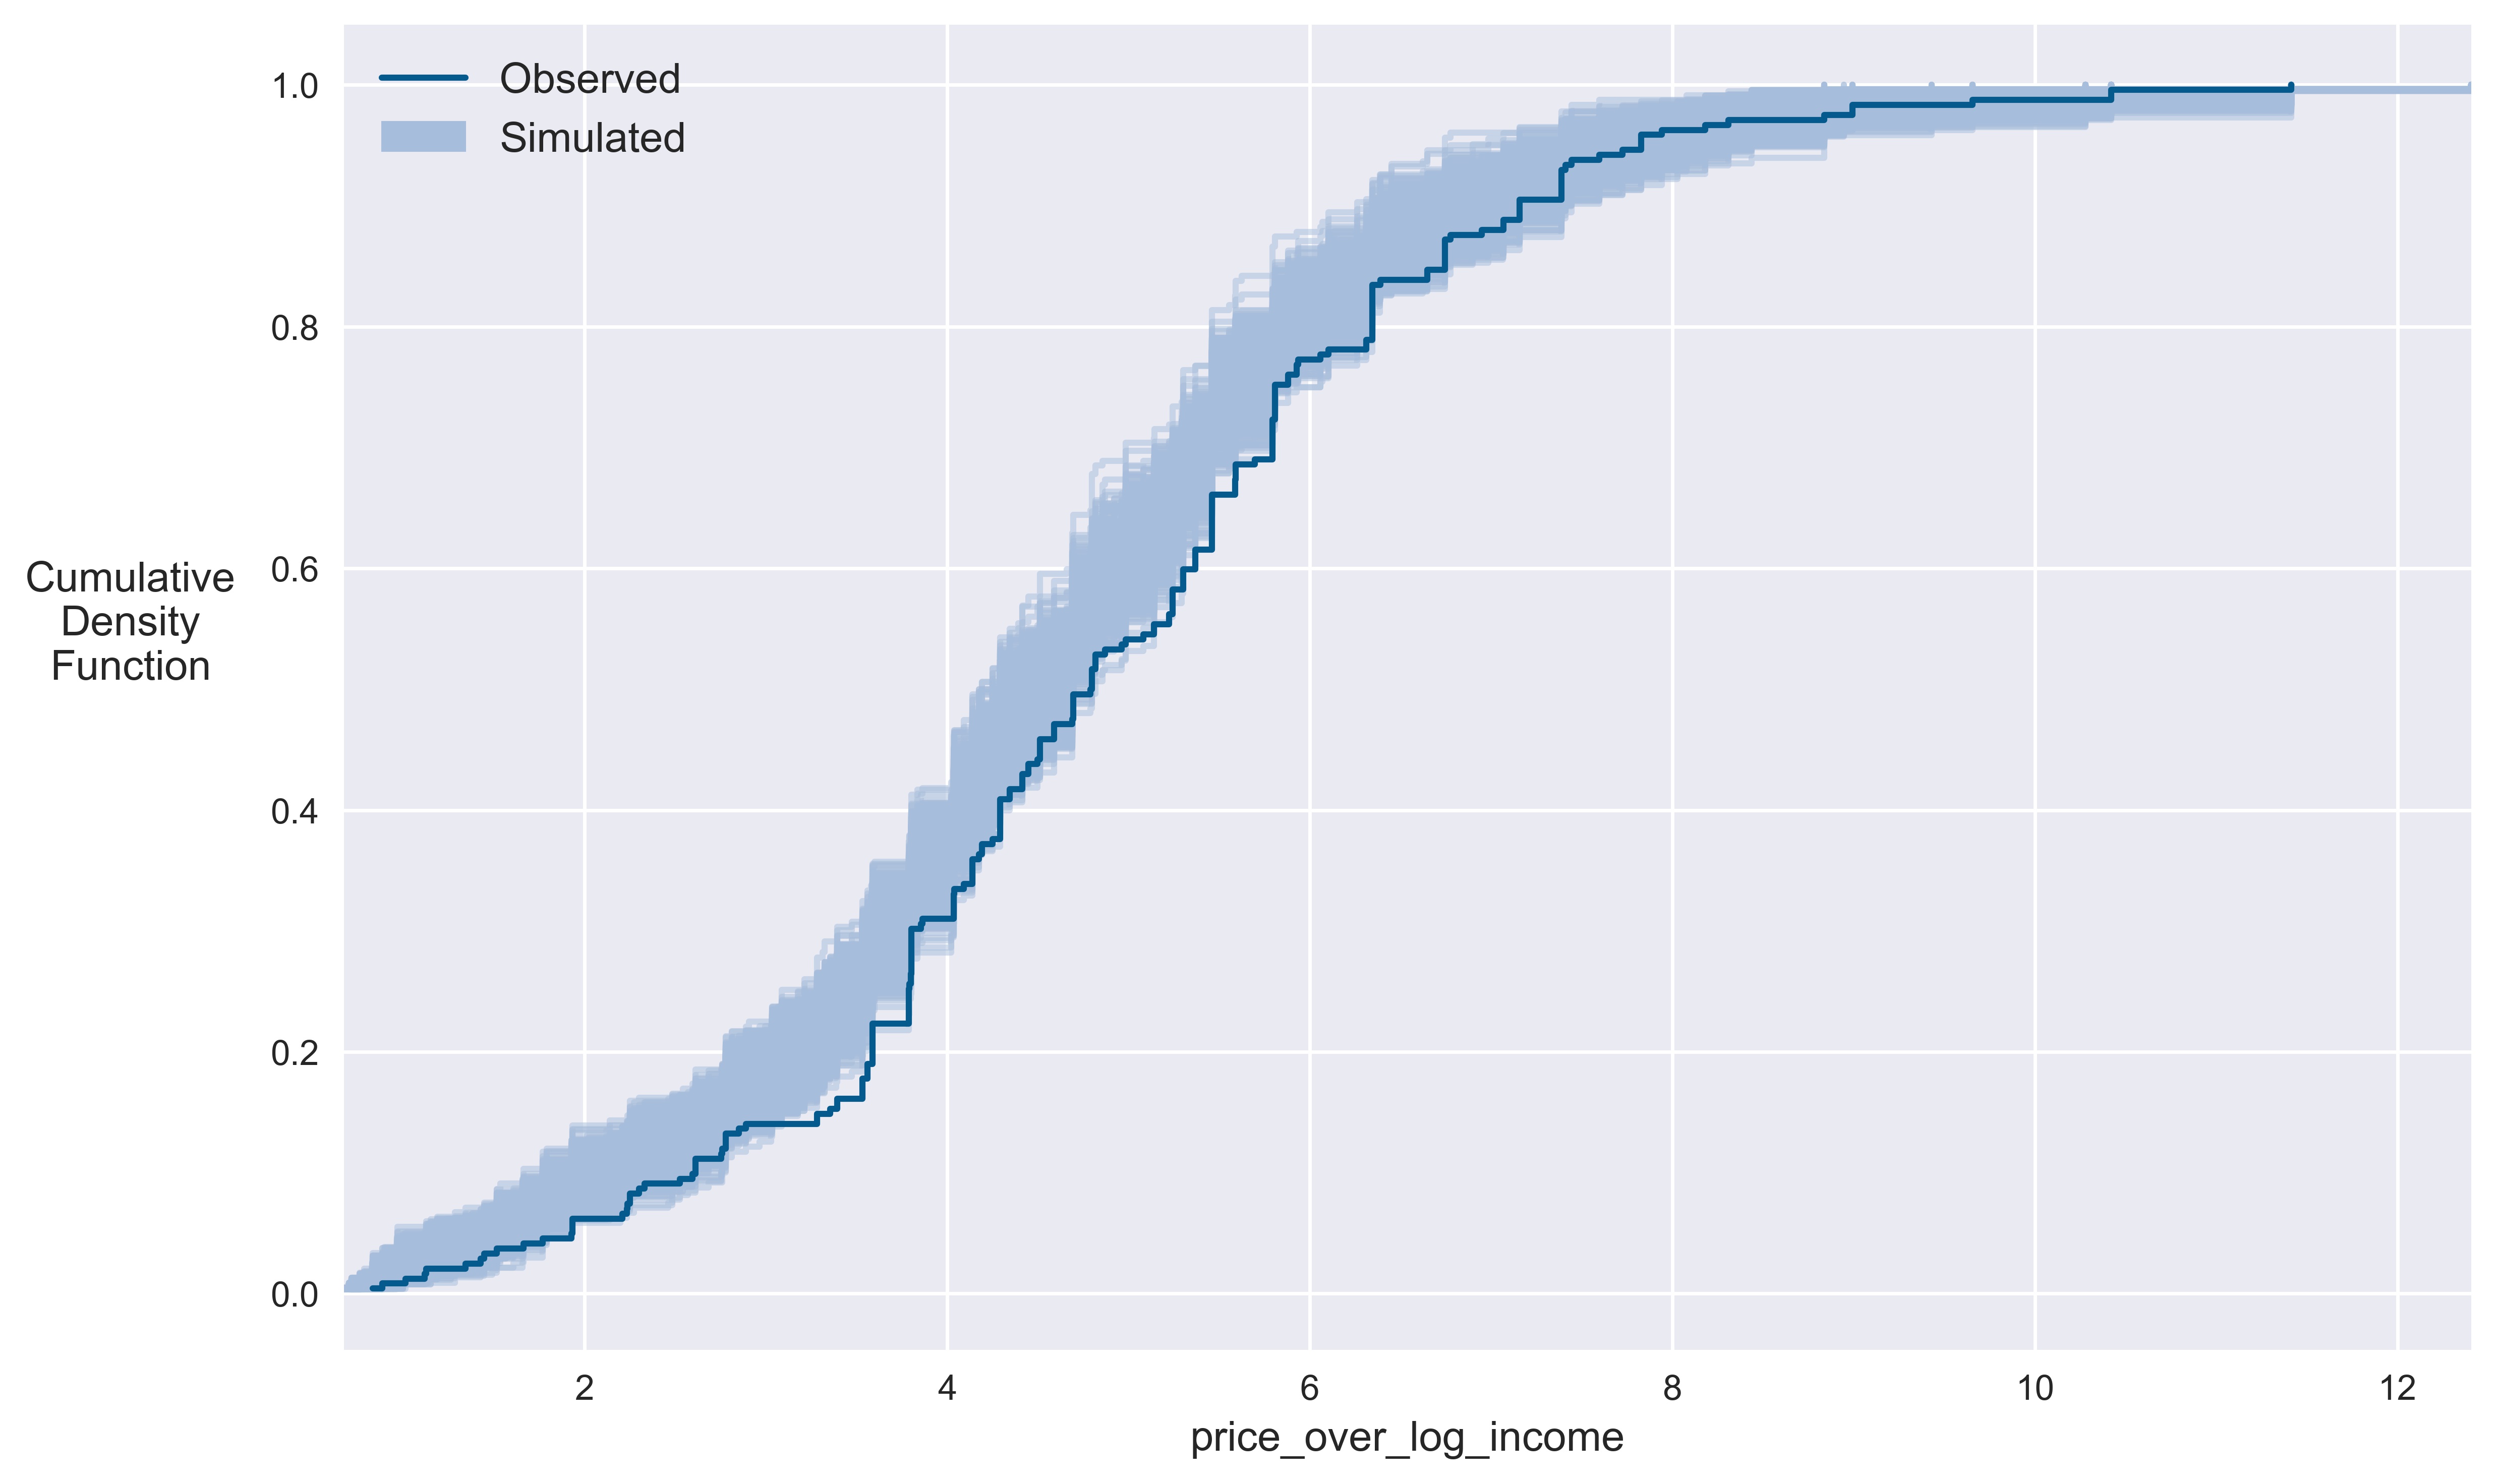 Observed
Simulated
1.0
0.8
0.6
0.4
0.2
0.0
Cumulative
Density
Function
2
4
6
8
10
12
price_over_log_income